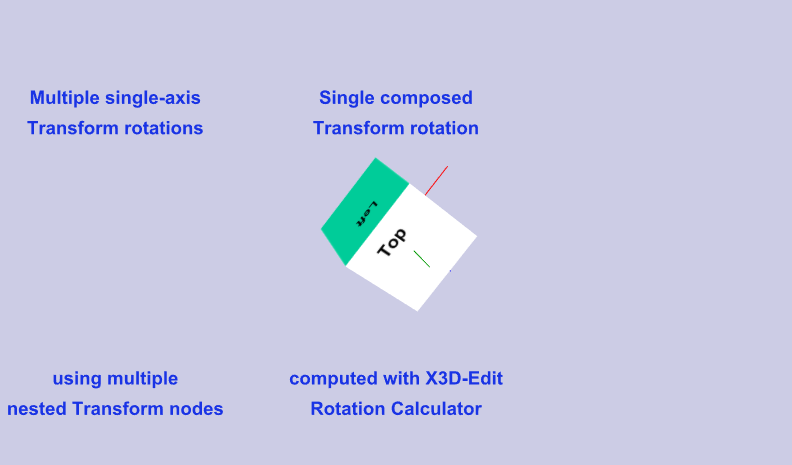 Multiple single-axis
Transform rotations
Single composed
Transform rotation
Left
Top
using multiple
nested Transform nodes
computed with X3D-Edit
Rotation Calculator